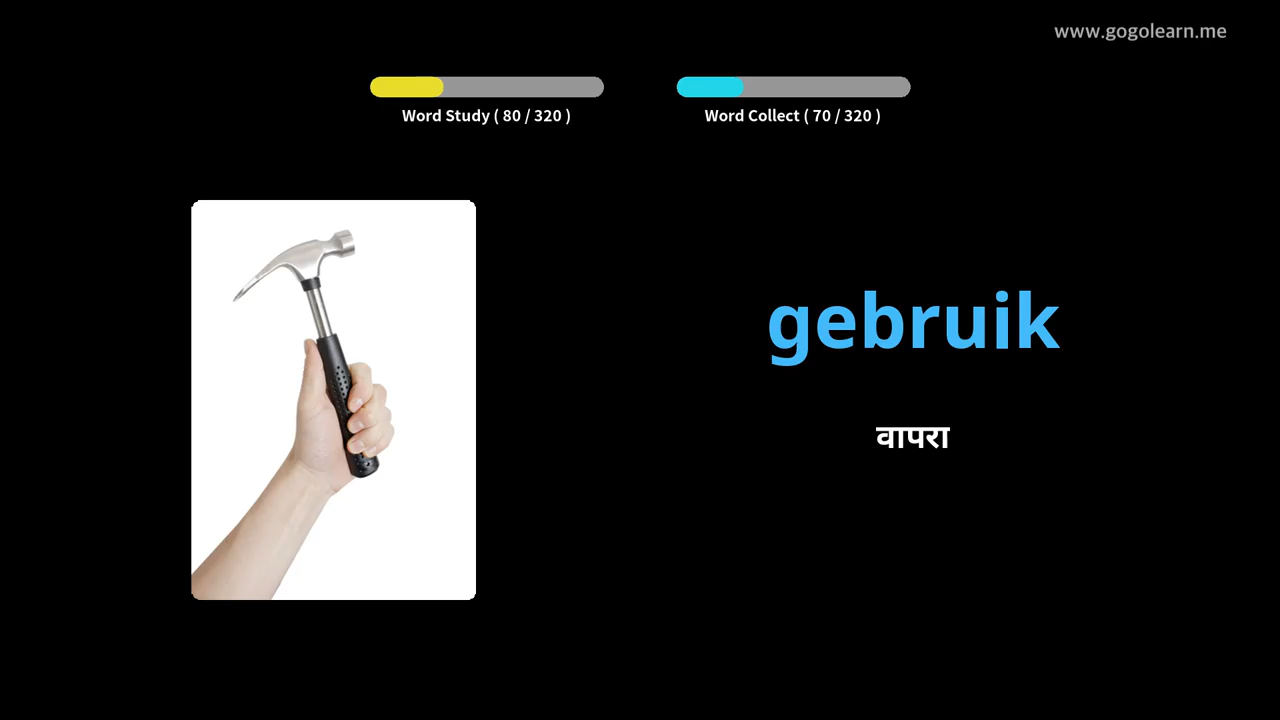 www.gogolearn.me
Word Study ( 80 / 320 )
Word Collect ( 70 / 320 )
gebruik
वापरा